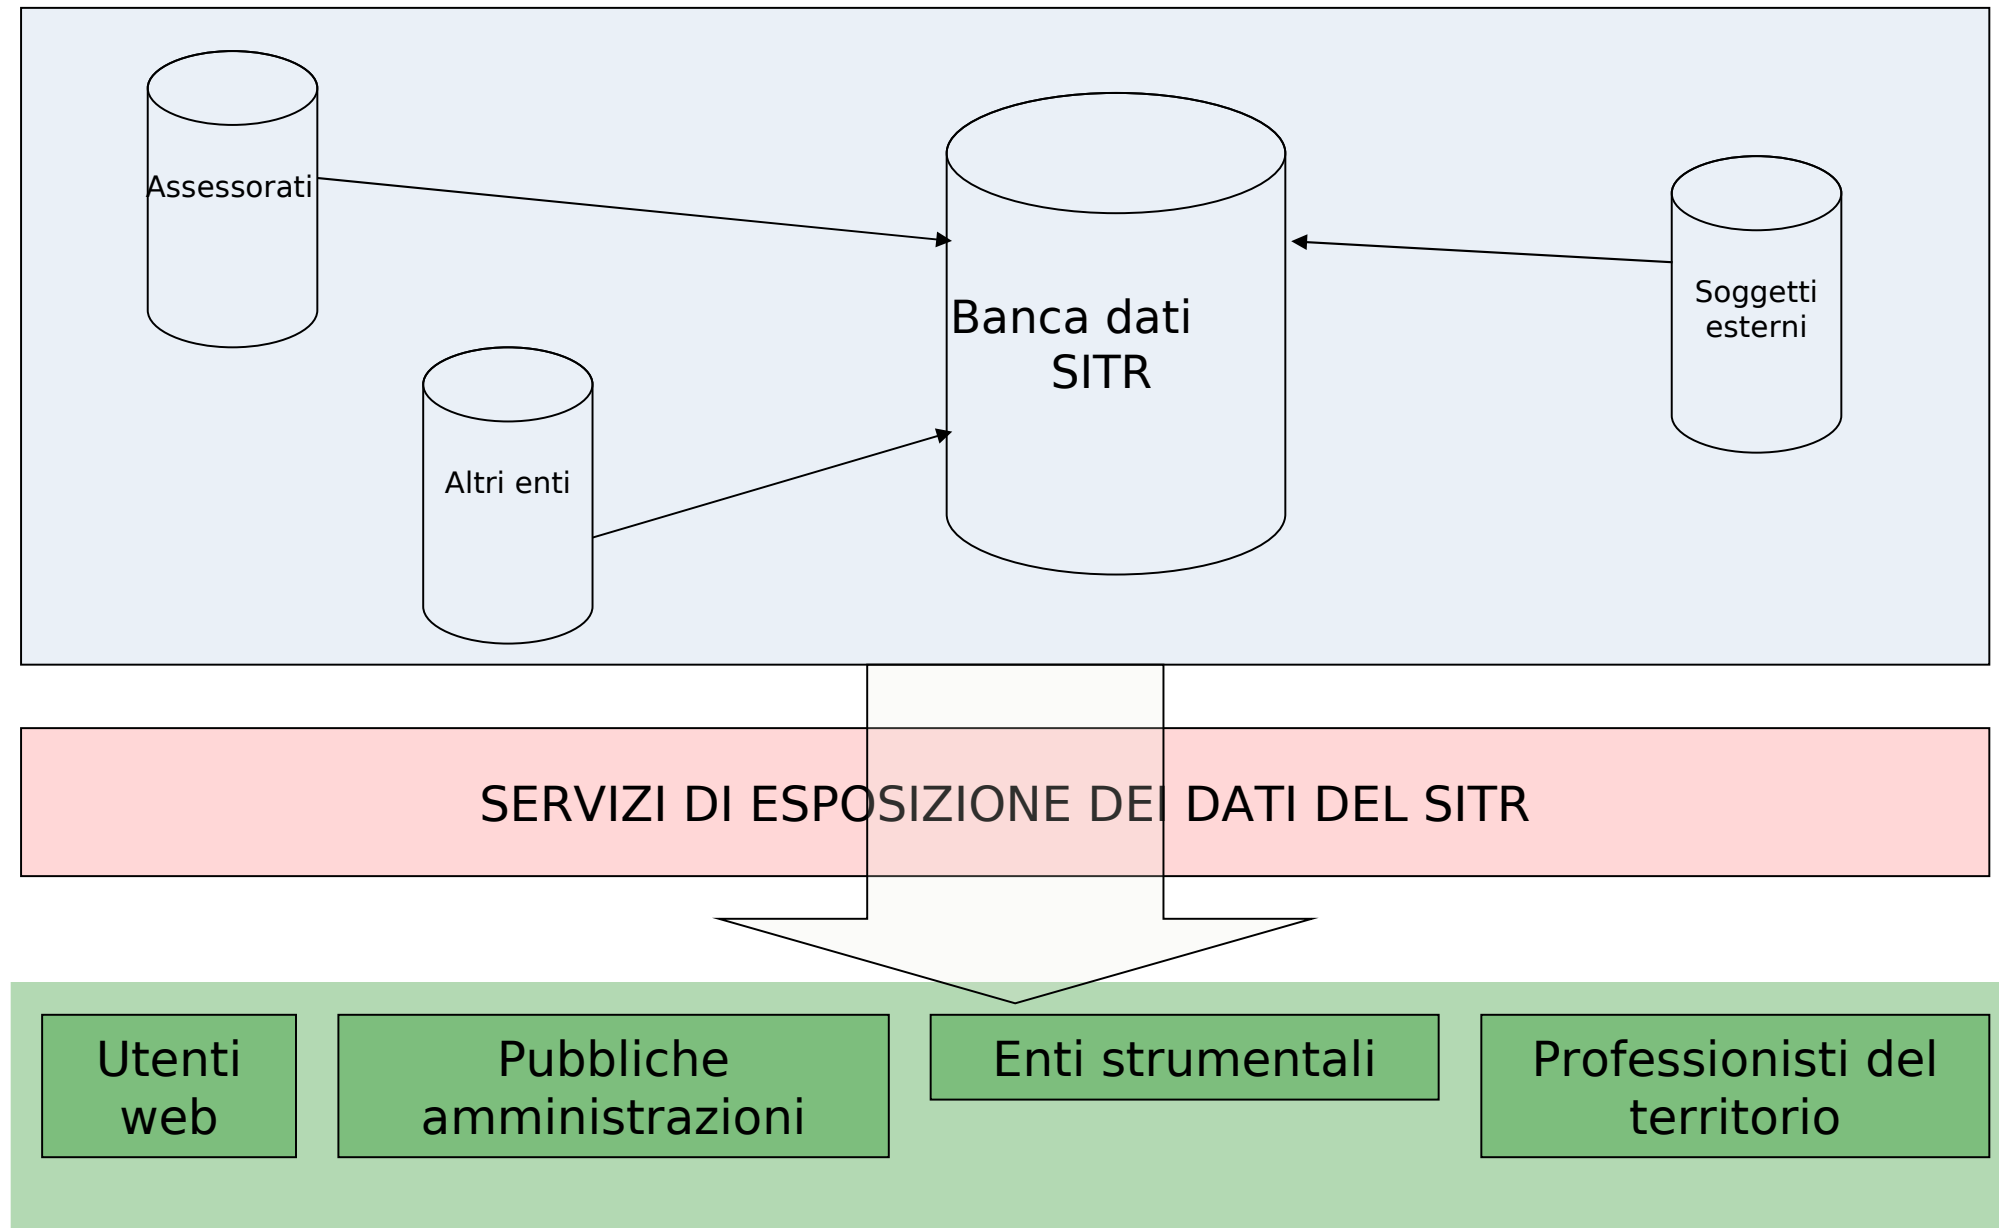 Assessorati
Banca dati
SITR
Soggetti
esterni
Altri enti
SERVIZI DI ESPOSIZIONE DEI DATI DEL SITR
Utenti
web
Pubbliche
amministrazioni
Enti strumentali
Professionisti del
territorio